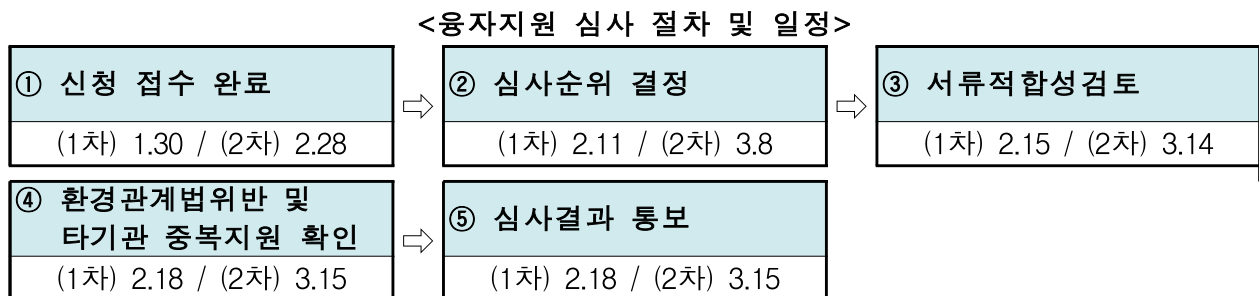 <융자지원 심사 절차 및 일정>
① 신청 접수 완료
⇨
② 심사순위 결정
⇨
③ 서류적합성검토
(1차) 1.30 / (2차) 2.28
(1차) 2.11 / (2차) 3.8
(1차) 2.15 / (2차) 3.14
④ 환경관계법위반 및
타기관 중복지원 확인
⇨
⑤ 심사결과 통보
(1차) 2.18 / (2차) 3.15
(1차) 2.18 / (2차) 3.15